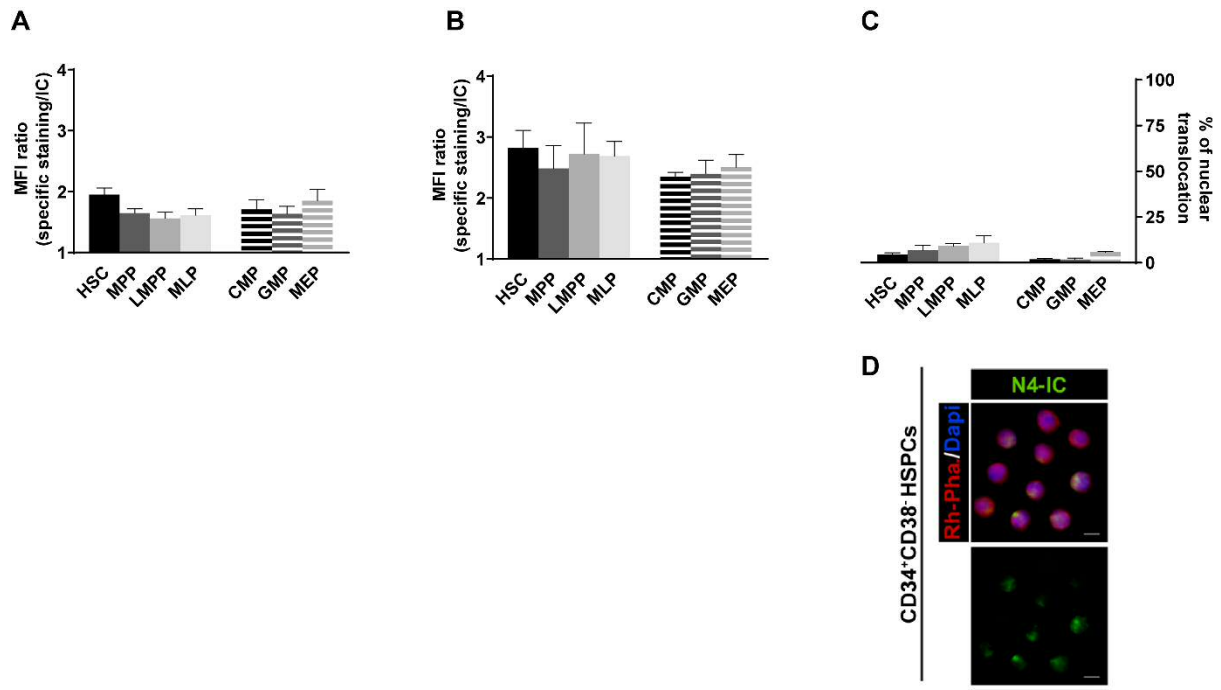 A
MFI ratio
(specific staining/IC)
4
3
2
1
HSC
MPP
LMPP
MLP
CMP
GMP
MEP
B
MFI ratio
(specific staining/IC)
4
3
2
1
HSC
MPP
LMPP
MLP
CMP
GMP
MEP
C
100
75
50
25
0
% of nuclear
translocation
HSC
MPP
LMPP
MLP
CMP
GMP
MEP
D
CD34⁺CD38⁻ HSPCs
N4-IC
Rh-Pha./Dapi